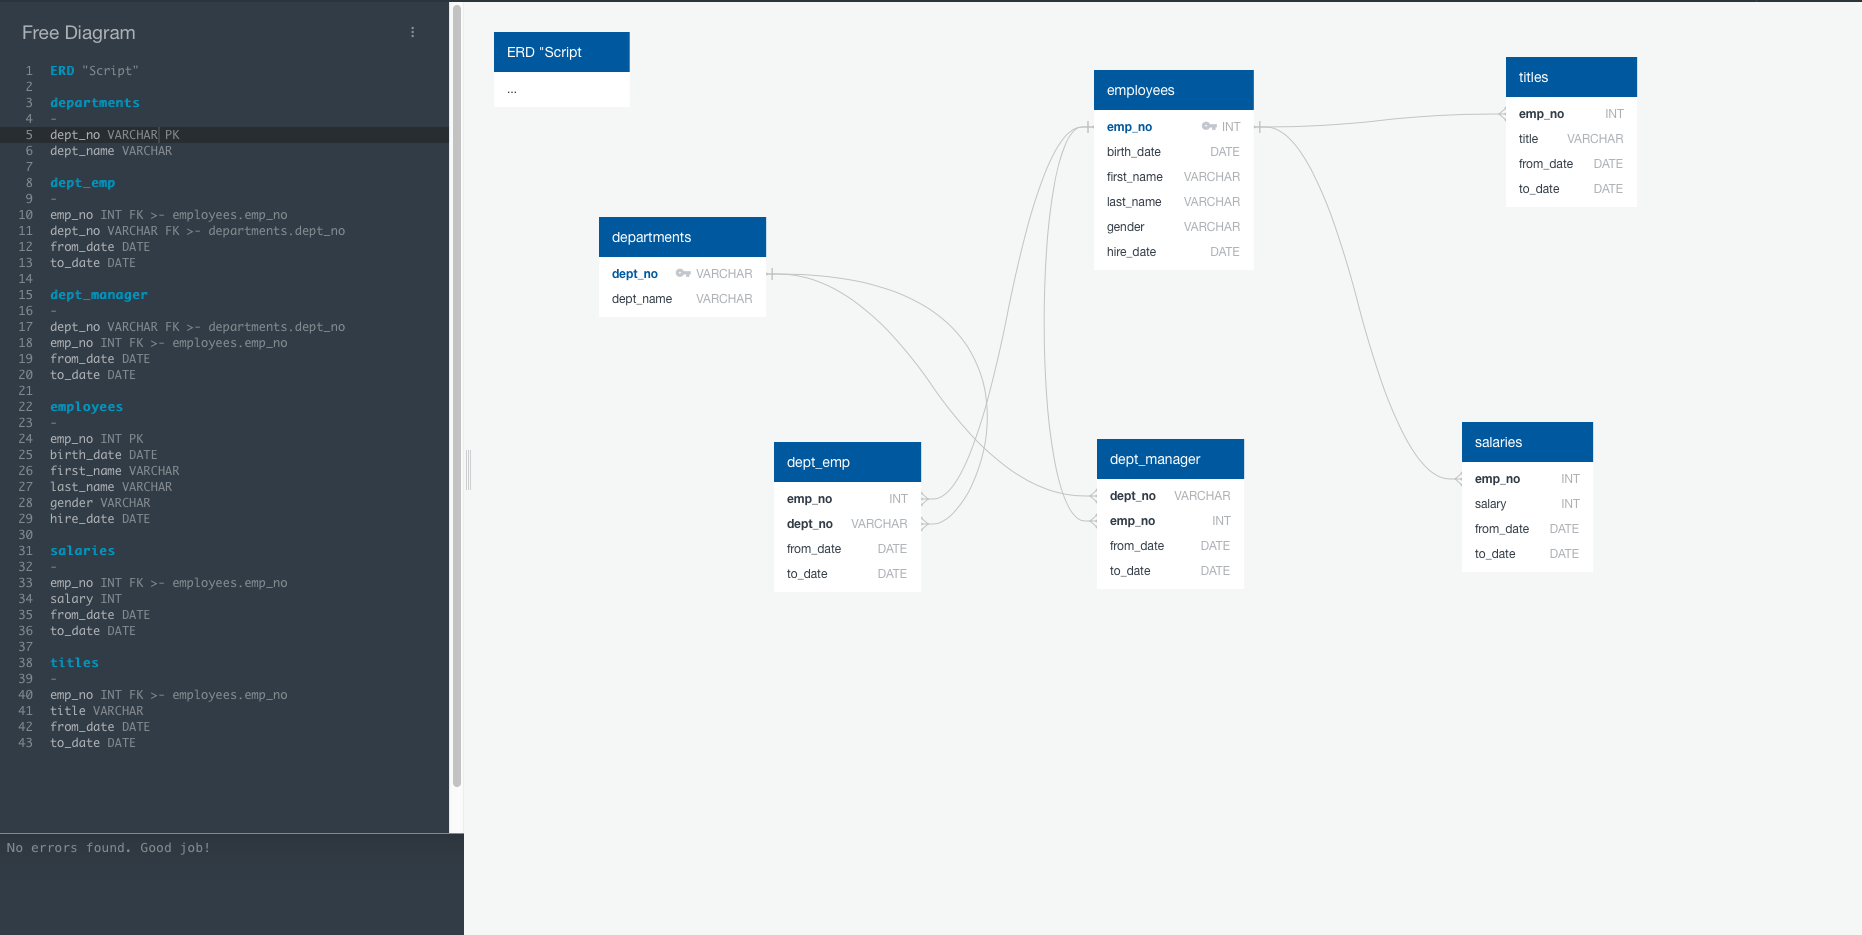 Free Diagram
1 ERD "Script"
2
3 departments
4 -
5 dept_no VARCHAR PK
6 dept_name VARCHAR
7
8 dept_emp
9 -
10 emp_no INT FK >- employees.emp_no
11 dept_no VARCHAR FK >- departments.dept_no
12 from_date DATE
13 to_date DATE
14
15 dept_manager
16 -
17 dept_no VARCHAR FK >- departments.dept_no
18 emp_no INT FK >- employees.emp_no
19 from_date DATE
20 to_date DATE
21
22 employees
23 -
24 emp_no INT PK
25 birth_date DATE
26 first_name VARCHAR
27 last_name VARCHAR
28 gender VARCHAR
29 hire_date DATE
30
31 salaries
32 -
33 emp_no INT FK >- employees.emp_no
34 salary INT
35 from_date DATE
36 to_date DATE
37
38 titles
39 -
40 emp_no INT FK >- employees.emp_no
41 title VARCHAR
42 from_date DATE
43 to_date DATE
No errors found. Good job!
ERD "Script
...
departments
dept_no VARCHAR
dept_name VARCHAR
employees
emp_no INT
birth_date DATE
first_name VARCHAR
last_name VARCHAR
gender VARCHAR
hire_date DATE
titles
emp_no INT
title VARCHAR
from_date DATE
to_date DATE
dept_emp
emp_no INT
dept_no VARCHAR
from_date DATE
to_date DATE
dept_manager
dept_no VARCHAR
emp_no INT
from_date DATE
to_date DATE
salaries
emp_no INT
salary INT
from_date DATE
to_date DATE